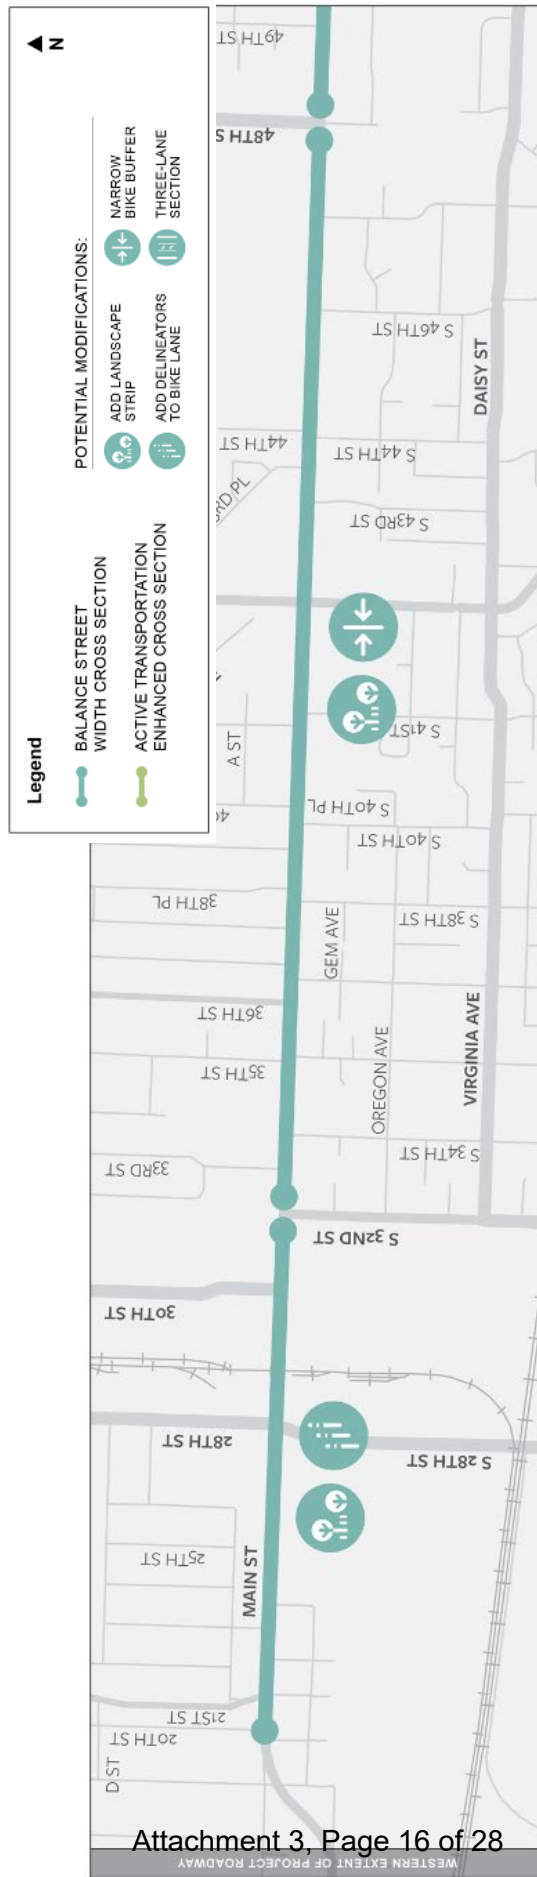 N
Legend
BALANCE STREET
WIDTH CROSS SECTION
ACTIVE TRANSPORTATION
ENHANCED CROSS SECTION
POTENTIAL MODIFICATIONS:
ADD LANDSCAPE
STRIP
NARROW
BIKE BUFFER
ADD DELINEATORS
TO BIKE LANE
THREE-LANE
SECTION
49TH ST
48TH S
S 46TH ST
DAISY ST
44TH ST
S 44TH ST
3RD PL
S 43RD ST
S 41ST
A ST
40
S 40TH PL
S 40TH ST
38TH PL
S 38TH ST
GEM AVE
36TH ST
VIRGINIA AVE
OREGON AVE
35TH ST
S 34TH ST
33RD ST
S 32ND ST
30TH ST
28TH ST
S 28TH ST
25TH ST
MAIN ST
21ST ST
20TH ST
D ST
Attachment 3, Page 16 of 28
WESTERN EXTENT OF PROJECT ROADWAY